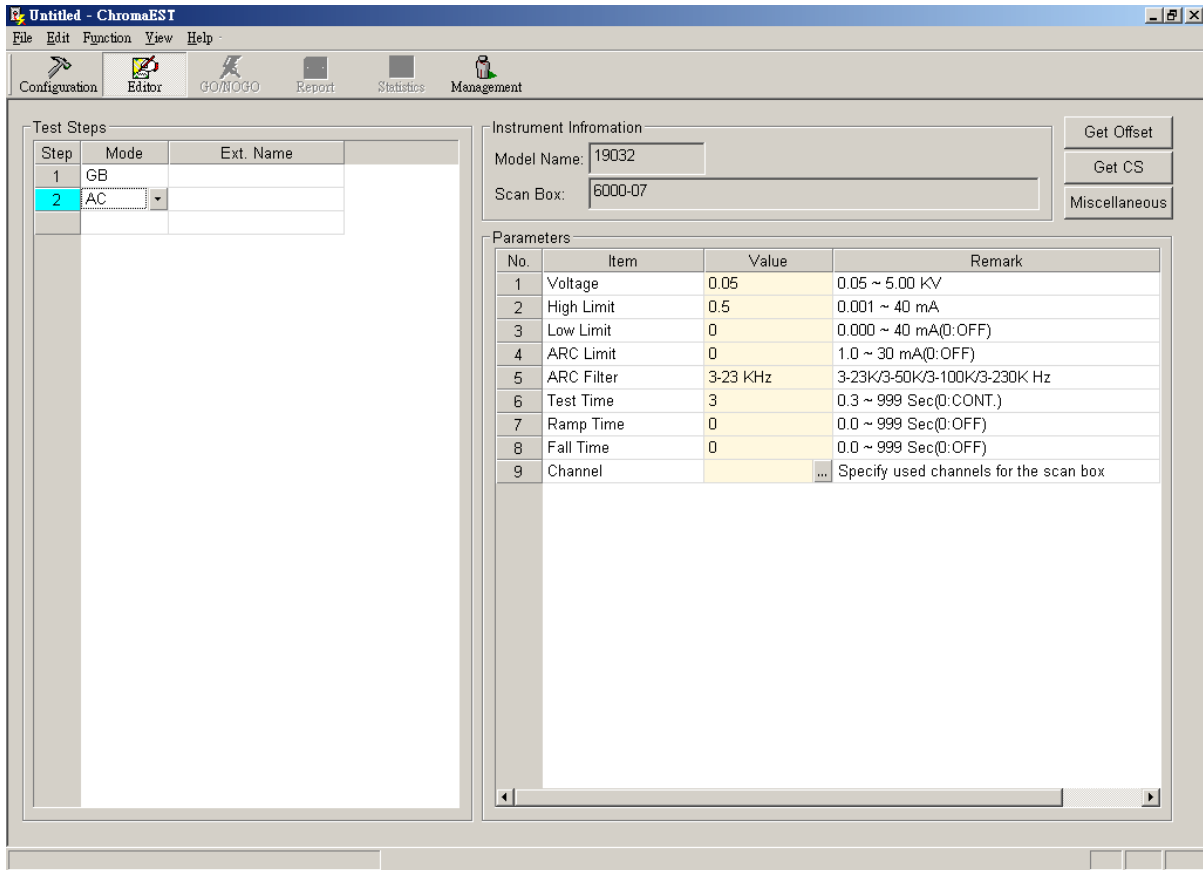 Untitled - ChromaEST
File Edit Function View Help
Configuration Editor GO/NOGO Report Statistics Management
Test Steps
Step Mode Ext. Name
1 GB
2 AC
Instrument Infromation
Model Name: 19032
Scan Box: 6000-07
Get Offset
Get CS
Miscellaneous
Parameters
No. Item Value Remark
1 Voltage 0.05 0.05 ~ 5.00 KV
2 High Limit 0.5 0.001 ~ 40 mA
3 Low Limit 0 0.000 ~ 40 mA(0:OFF)
4 ARC Limit 0 1.0 ~ 30 mA(0:OFF)
5 ARC Filter 3-23 KHz 3-23K/3-50K/3-100K/3-230K Hz
6 Test Time 3 0.3 ~ 999 Sec(0:CONT.)
7 Ramp Time 0 0.0 ~ 999 Sec(0:OFF)
8 Fall Time 0 0.0 ~ 999 Sec(0:OFF)
9 Channel ... Specify used channels for the scan box